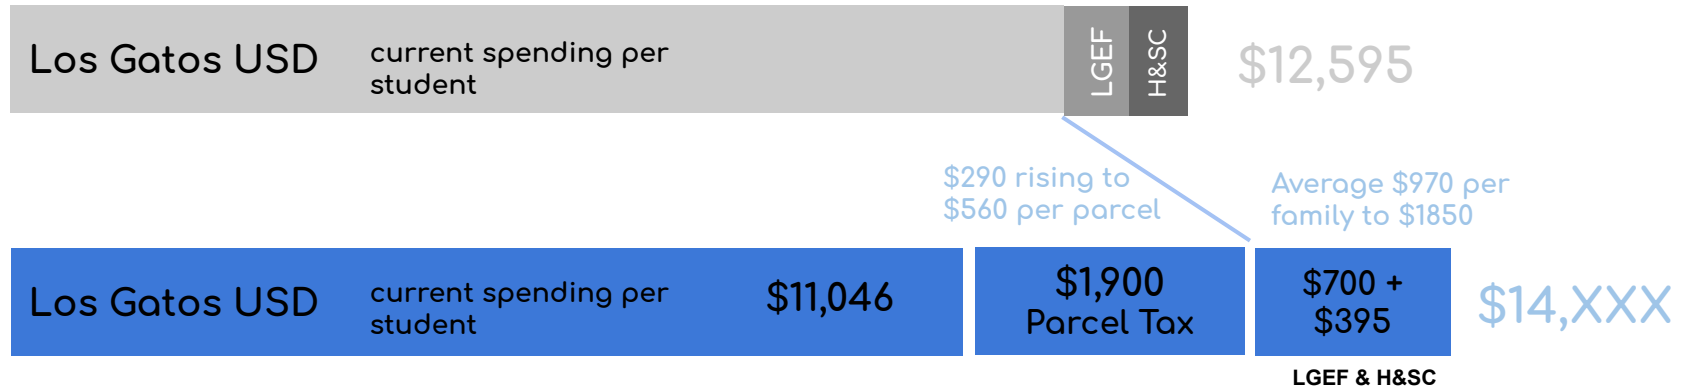 Los Gatos USD
current spending per
student
LGEF
H&SC
$12,595
$290 rising to
$560 per parcel
Average $970 per
family to $1850
Los Gatos USD
current spending per
student
$11,046
$1,900
Parcel Tax
$700 +
$395
$14,XXX
LGEF & H&SC